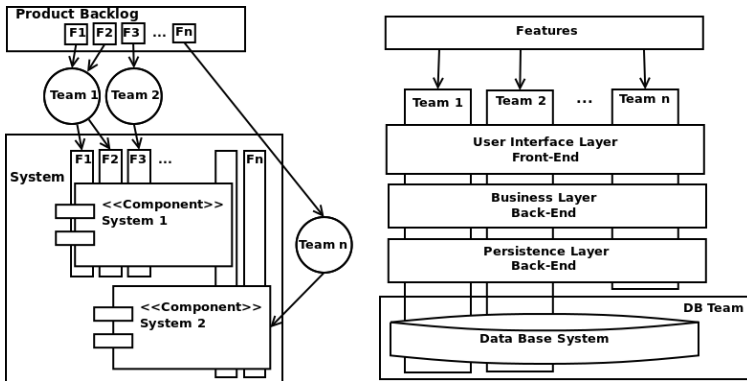 Product Backlog
F1 F2 F3 ... Fn
Team 1 Team 2
System
F1 F2 F3 ... Fn
<<Component>>
System 1
Team n
<<Component>>
System 2
Features
Team 1 Team 2 ... Team n
User Interface Layer
Front-End
Business Layer
Back-End
Persistence Layer
Back-End
DB Team
Data Base System